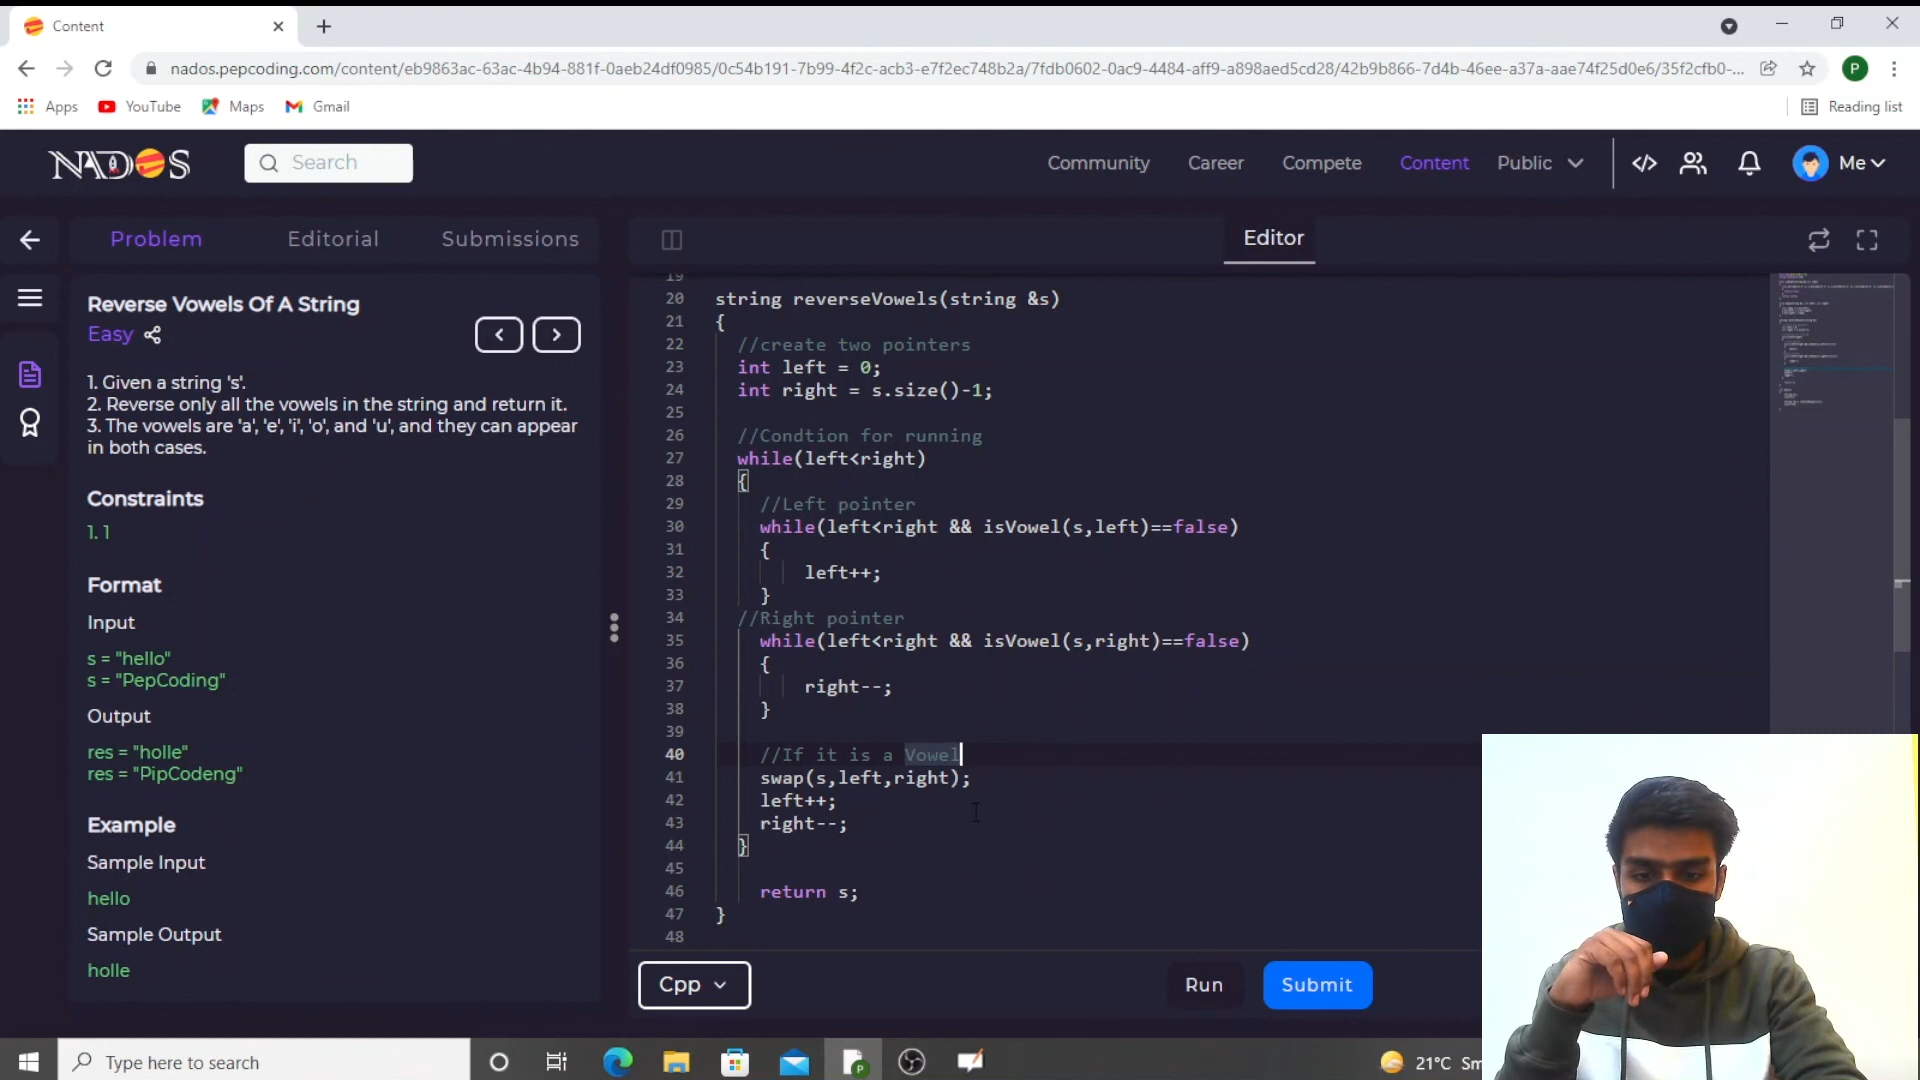 Content
nados.pepcoding.com/content/eb9863ac-63ac-4b94-881f-0aeb24df0985/0c54b191-7b99-4f2c-acb3-e7f2ec748b2a/7fdb0602-0ac9-4484-aff9-a898aed5cd28/42b9b866-7d4b-46ee-a37a-aae74f25d0e6/35f2cfb0-...
P
Apps YouTube Maps Gmail Reading list
NADOS Search Community Career Compete Content Public Me
Problem Editorial Submissions
Editor
Reverse Vowels Of A String
Easy
1. Given a string 's'.
2. Reverse only all the vowels in the string and return it.
3. The vowels are 'a', 'e', 'i', 'o', and 'u', and they can appear
in both cases.
Constraints
1. 1
Format
Input
s = "hello"
s = "PepCoding"
Output
res = "holle"
res = "PipCodeng"
Example
Sample Input
hello
Sample Output
holle
19
20 string reverseVowels(string &s)
21 {
22 //create two pointers
23 int left = 0;
24 int right = s.size()-1;
25
26 //Condtion for running
27 while(left<right)
28 {
29 //Left pointer
30 while(left<right && isVowel(s,left)==false)
31 {
32 left++;
33 }
34 //Right pointer
35 while(left<right && isVowel(s,right)==false)
36 {
37 right--;
38 }
39
40 //If it is a Vowel
41 swap(s,left,right);
42 left++;
43 right--;
44 }
45
46 return s;
47 }
48
Cpp Run Submit
Type here to search
21°C Sm